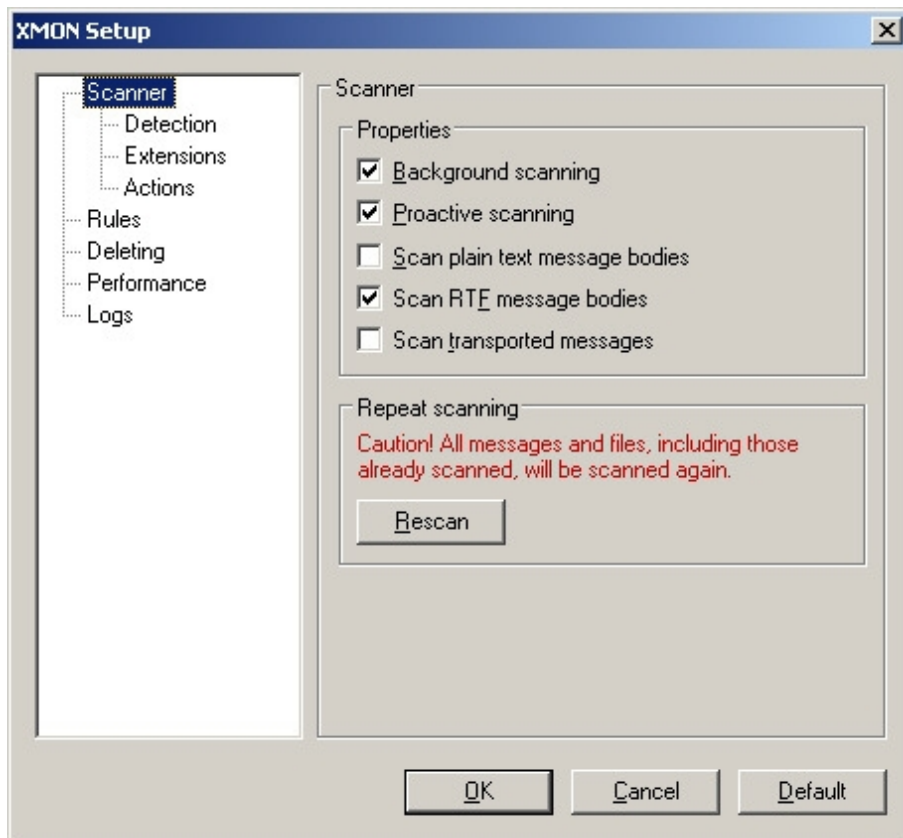 XMON Setup
Scanner
Detection
Extensions
Actions
Rules
Deleting
Performance
Logs
Scanner
Properties
Background scanning
Proactive scanning
Scan plain text message bodies
Scan RTF message bodies
Scan transported messages
Repeat scanning
Caution! All messages and files, including those
already scanned, will be scanned again.
Rescan
OK
Cancel
Default